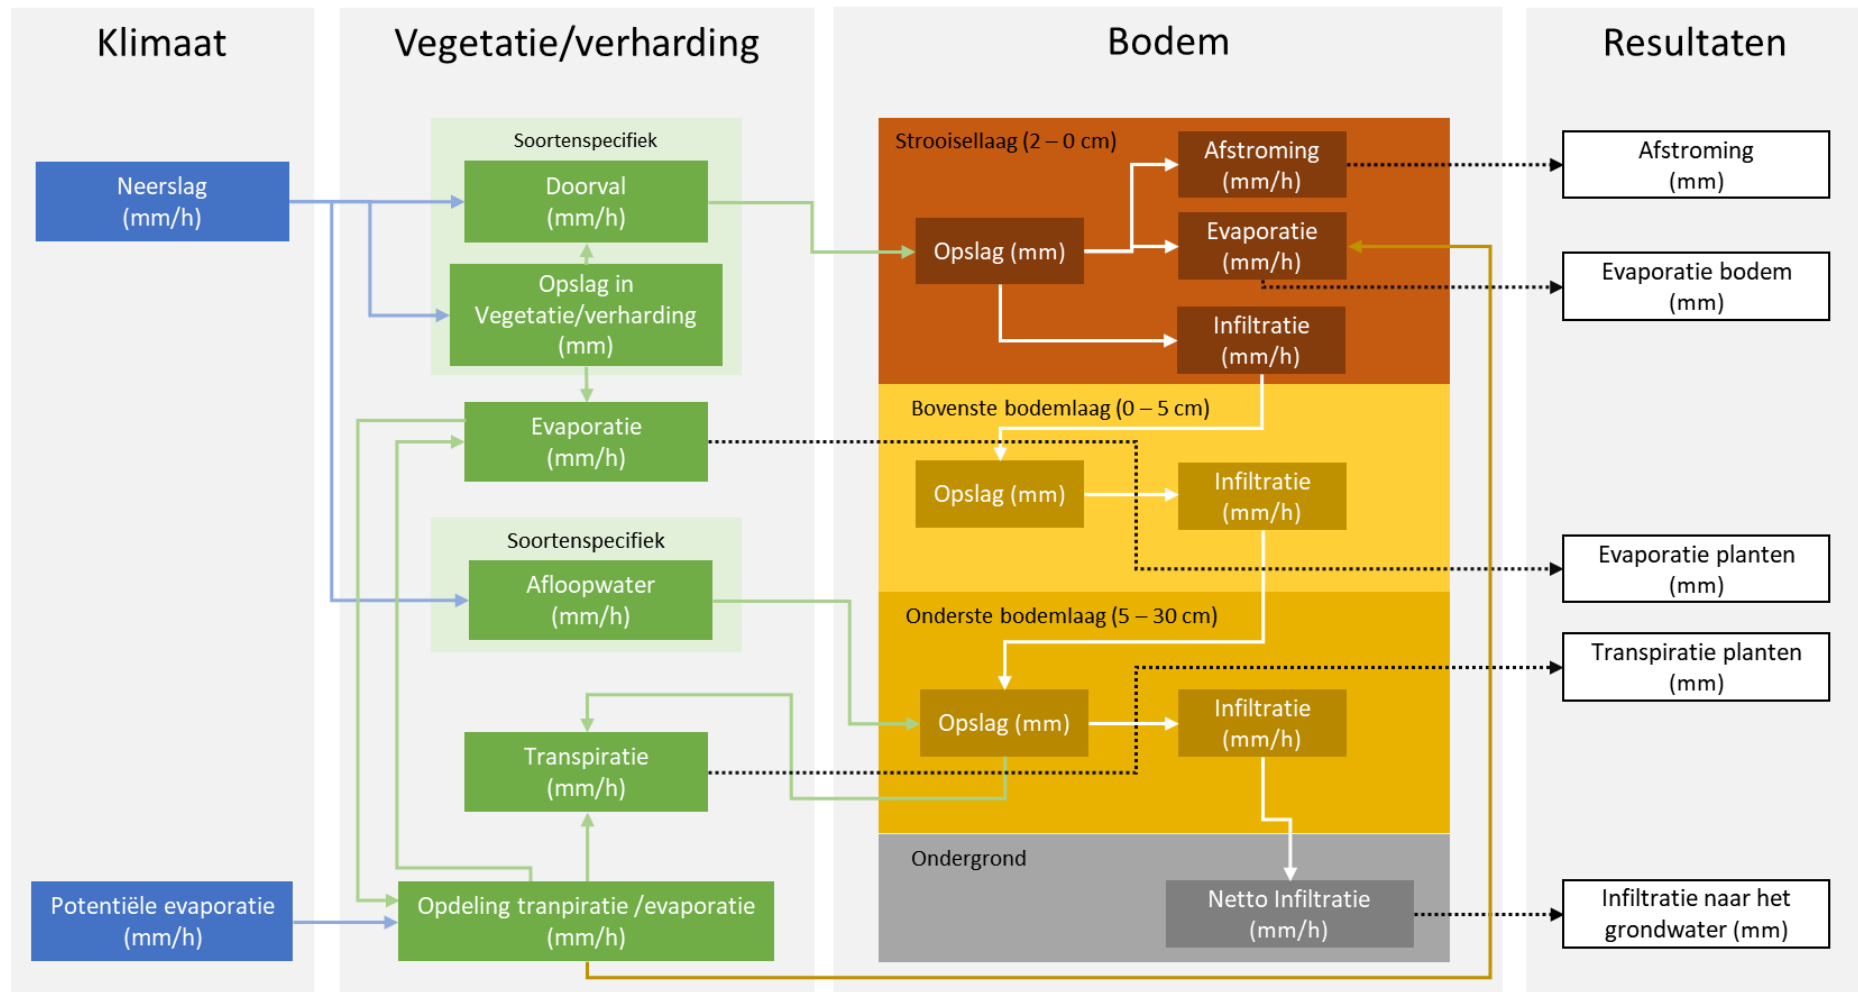 Klimaat
Vegetatie/verharding
Bodem
Resultaten
Neerslag
(mm/h)
Potentiële evaporatie
(mm/h)
Soortenspecifiek
Doorval
(mm/h)
Opslag in
Vegetatie/verharding
(mm)
Evaporatie
(mm/h)
Soortenspecifiek
Afloopwater
(mm/h)
Transpiratie
(mm/h)
Opdeling tranpiratie /evaporatie
(mm/h)
Strooisellaag (2 – 0 cm)
Afstroming
(mm/h)
Opslag (mm)
Evaporatie
(mm/h)
Infiltratie
(mm/h)
Bovenste bodemlaag (0 – 5 cm)
Opslag (mm)
Infiltratie
(mm/h)
Onderste bodemlaag (5 – 30 cm)
Opslag (mm)
Infiltratie
(mm/h)
Ondergrond
Netto Infiltratie
(mm/h)
Afstroming
(mm)
Evaporatie bodem
(mm)
Evaporatie planten
(mm)
Transpiratie planten
(mm)
Infiltratie naar het
grondwater (mm)